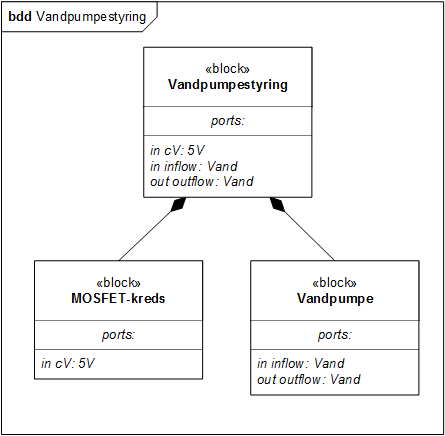 bdd Vandpumpestyring
«block»
Vandpumpestyring
ports:
in cV: 5V
in inflow: Vand
out outflow: Vand
«block»
MOSFET-kreds
ports:
in cV: 5V
«block»
Vandpumpe
ports:
in inflow: Vand
out outflow: Vand